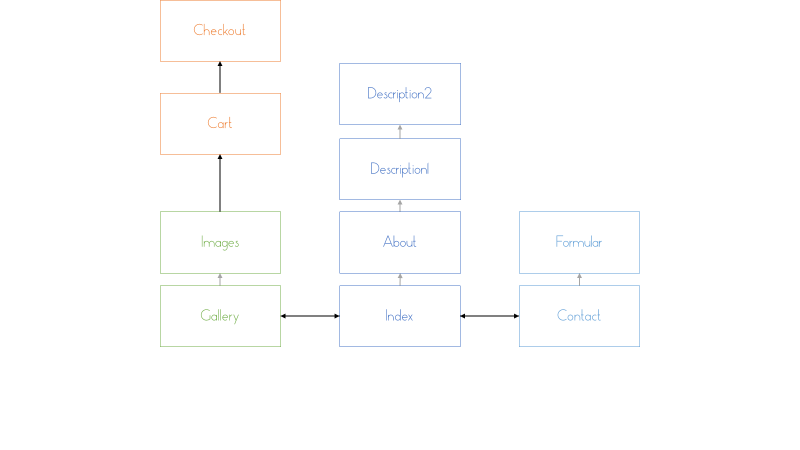 Checkout
Description2
Cart
Description1
Images
About
Formular
Gallery
Index
Contact